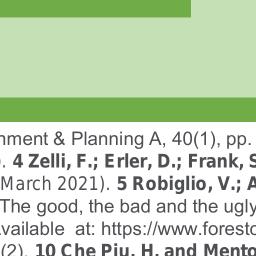 nment & Planning A, 40(1), pp.
. 4 Zelli, F.; Erler, D.; Frank, S
March 2021). 5 Robiglio, V.; A
The good, the bad and the ugly
vailable at: https://www.foresto
(2). 10 Che Piu, H. and Mento